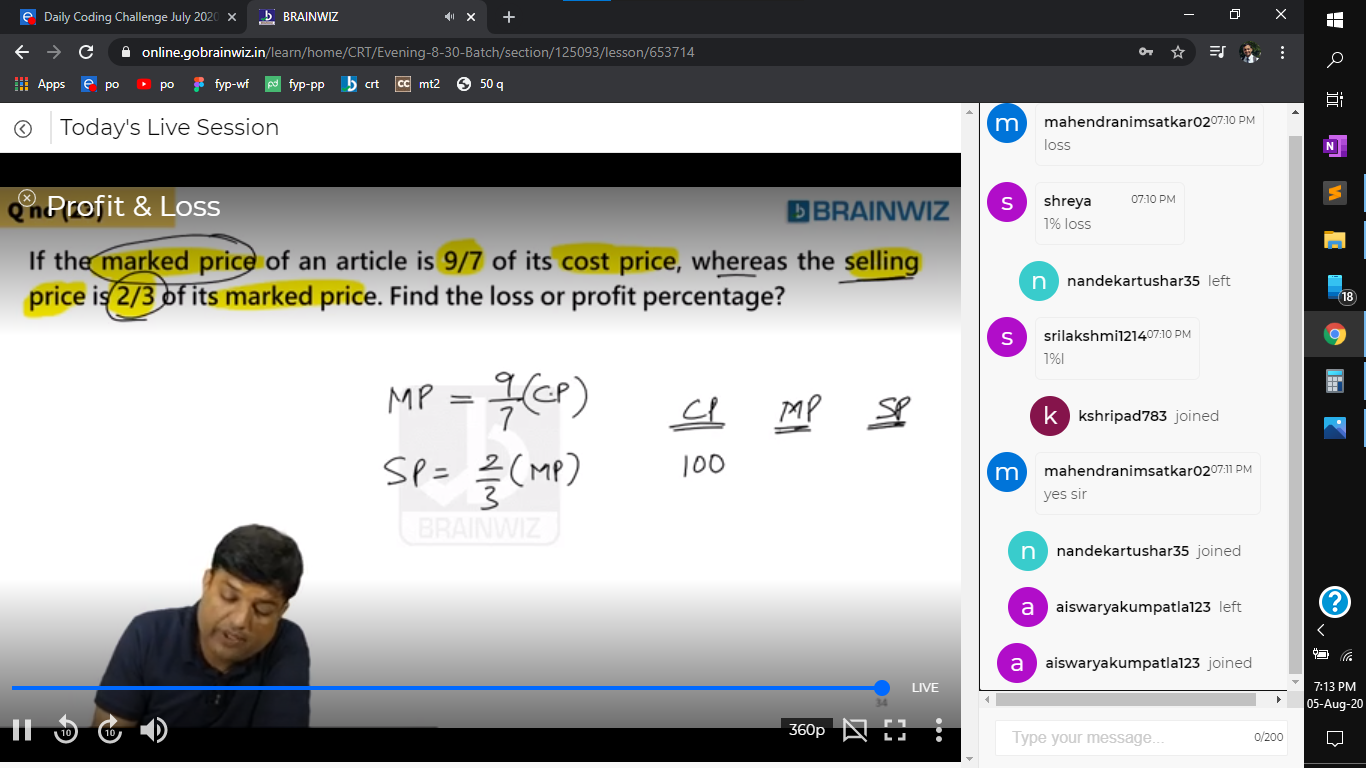 Daily Coding Challenge July 2020
BRAINWIZ
online.gobrainwiz.in/learn/home/CRT/Evening-8-30-Batch/section/125093/lesson/653714
Apps po po fyp-wf fyp-pp crt CC mt2 50 q
Today's Live Session
Profit & Loss
Q no
BRAINWIZ
If the marked price of an article is 9/7 of its cost price, whereas the selling
price is 2/3 of its marked price. Find the loss or profit percentage?
MP = 9/7 (CP)
SP = 2/3 (MP)
CP MP SP
100
BRAINWIZ
LIVE
34
10 10
360p
m mahendranimsatkar02 07:10 PM
loss
s shreya 07:10 PM
1% loss
n nandekartushar35 left
s srilakshmi1214 07:10 PM
1%l
k kshripad783 joined
m mahendranimsatkar02 07:11 PM
yes sir
n nandekartushar35 joined
a aiswaryakumpatla123 left
a aiswaryakumpatla123 joined
Type your message... 0/200
N
18
?
7:13 PM
05-Aug-20